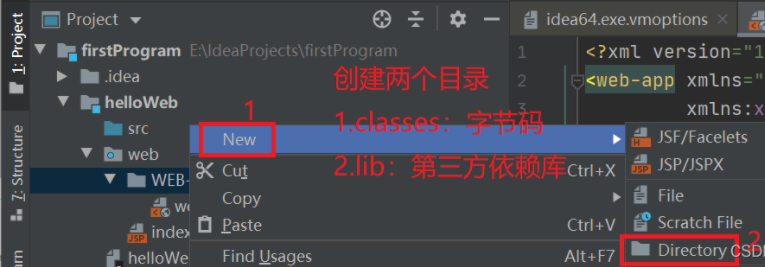 1: Project
Project
idea64.exe.vmoptions
firstProgram E:\IdeaProjects\firstProgram
.idea
helloWeb
src
web
WEB-
we
index
helloWe
7: Structure
创建两个目录
1.classes：字节码
2.lib：第三方依赖库
1
New
Cut Ctrl+X
Copy
Paste Ctrl+V
Find Usages Alt+F7
1 <?xml version="1
2 <web-app xmlns="
3 xmlns:x
JSF/Facelets
JSP/JSPX
File
Scratch File
Directory
2